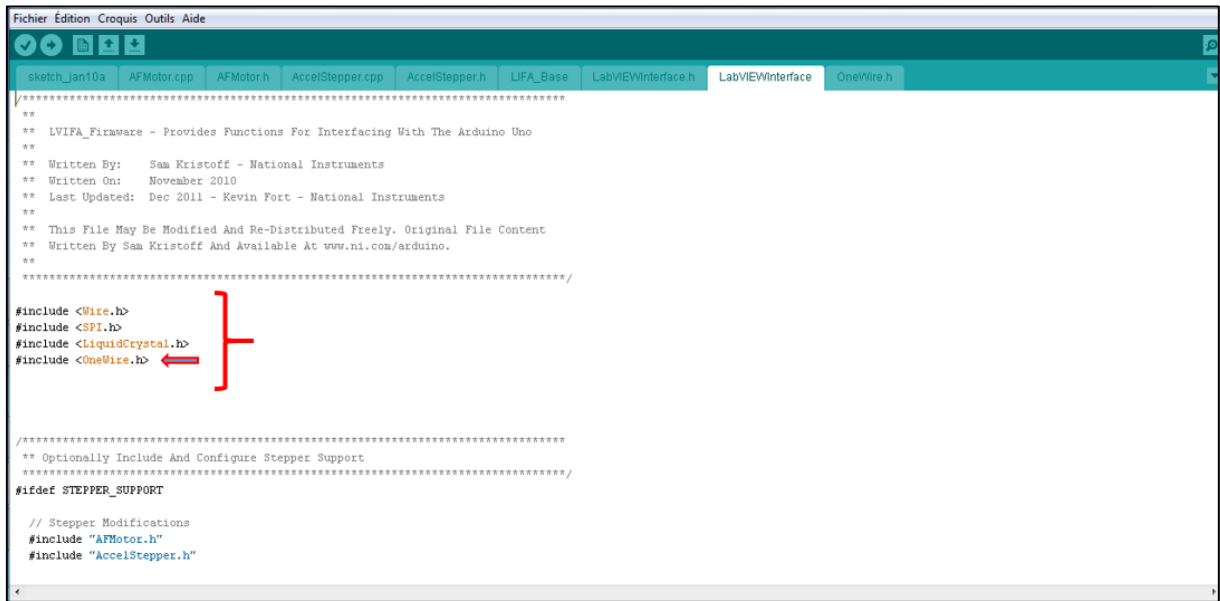 Fichier Édition Croquis Outils Aide
sketch_jan10a AFMotor.cpp AFMotor.h AccelStepper.cpp AccelStepper.h LIFA_Base LabVIEWInterface.h LabVIEWInterface OneWire.h
/*********************************************************************************
**
** LVIFA_Firmware - Provides Functions For Interfacing With The Arduino Uno
**
** Written By: Sam Kristoff - National Instruments
** Written On: November 2010
** Last Updated: Dec 2011 - Kevin Fort - National Instruments
**
** This File May Be Modified And Re-Distributed Freely. Original File Content
** Written By Sam Kristoff And Available At www.ni.com/arduino.
**
*********************************************************************************/
#include <Wire.h>
#include <SPI.h>
#include <LiquidCrystal.h>
#include <OneWire.h>
/*********************************************************************************
** Optionally Include And Configure Stepper Support
*********************************************************************************/
#ifdef STEPPER_SUPPORT
// Stepper Modifications
#include "AFMotor.h"
#include "AccelStepper.h"